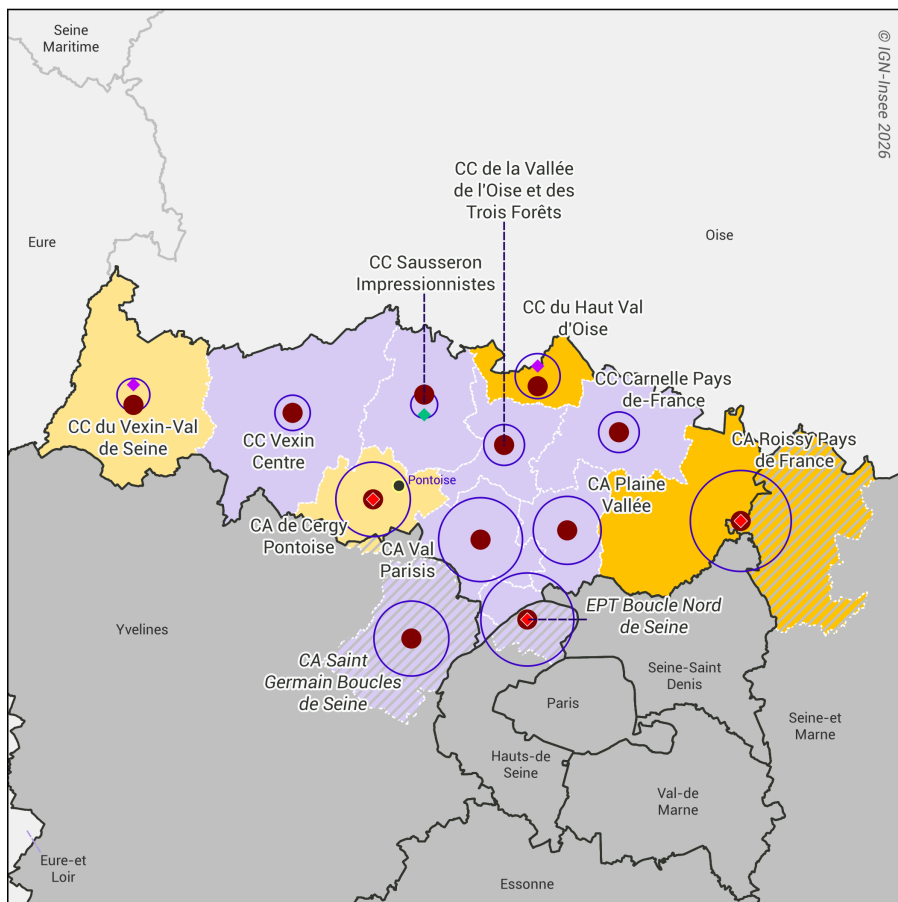 Seine
Maritime
© IGN-Insee 2026
CC de la Vallée
de l'Oise et des
Trois Forêts
Eure
Oise
CC Sausseron
Impressionnistes
CC du Haut Val
d'Oise
CC Carnelle Pays
de-France
CC du Vexin-Val
de Seine
CC Vexin
Centre
CA Roissy Pays
de France
Pontoise
CA Plaine
Vallée
CA de Cergy
Pontoise
CA Val
Parisis
EPT Boucle Nord
de Seine
Yvelines
CA Saint
Germain Boucles
de Seine
Seine-Saint
Denis
Paris
Seine-et
Marne
Hauts-de
Seine
Val-de
Marne
Eure-et
Loir
Essonne